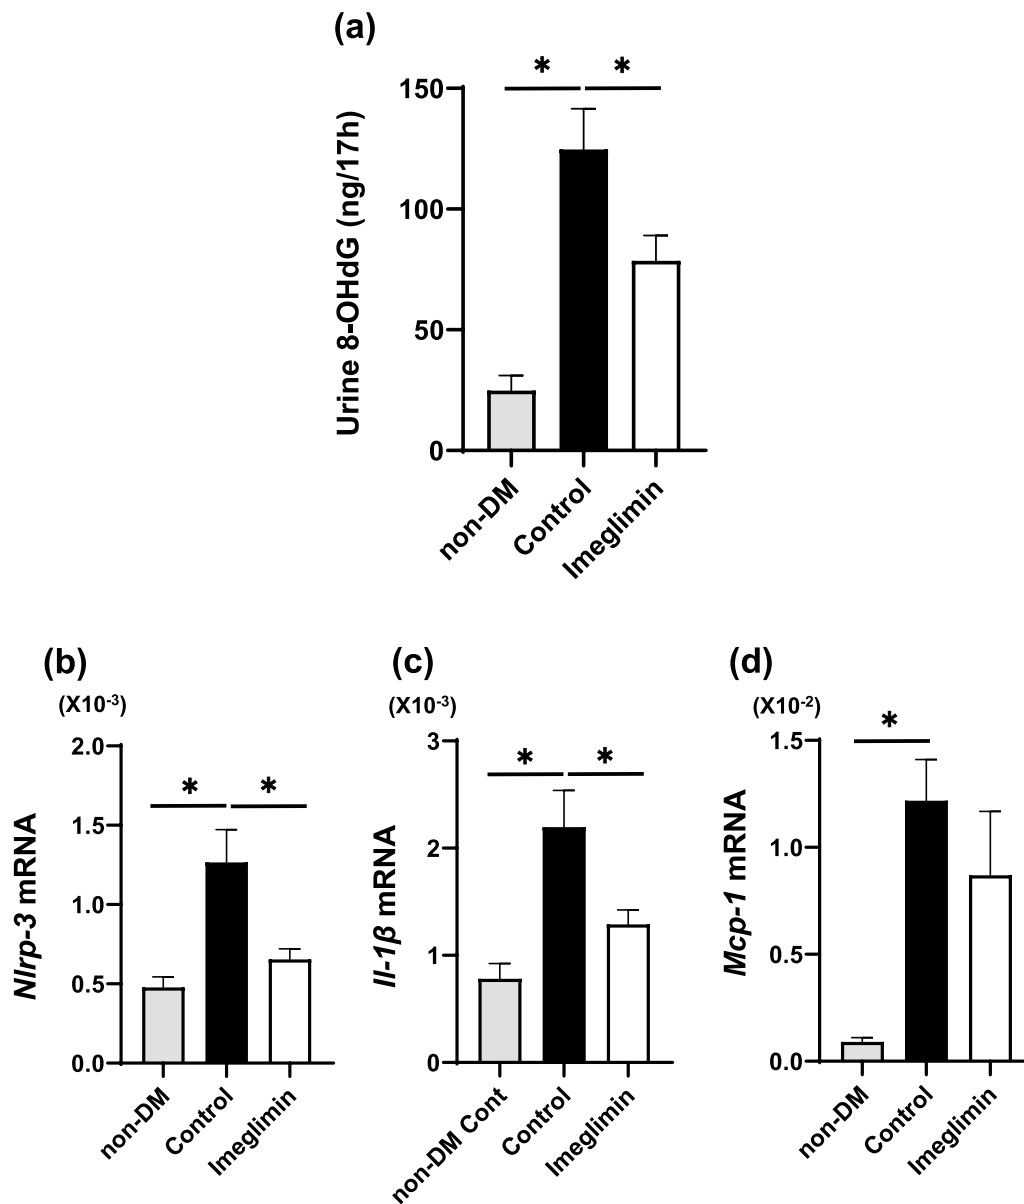 (a)
Urine 8-OHdG (ng/17h)
150
100
50
0
*
*
non-DM
Control
Imeglimin
(b)
(X10⁻³)
Nlrp-3 mRNA
2.0
1.5
1.0
0.5
0.0
*
*
non-DM
Control
Imeglimin
(c)
(X10⁻³)
Il-1β mRNA
3
2
1
0
*
*
non-DM Cont
Control
Imeglimin
(d)
(X10⁻²)
Mcp-1 mRNA
1.5
1.0
0.5
0.0
*
non-DM
Control
Imeglimin